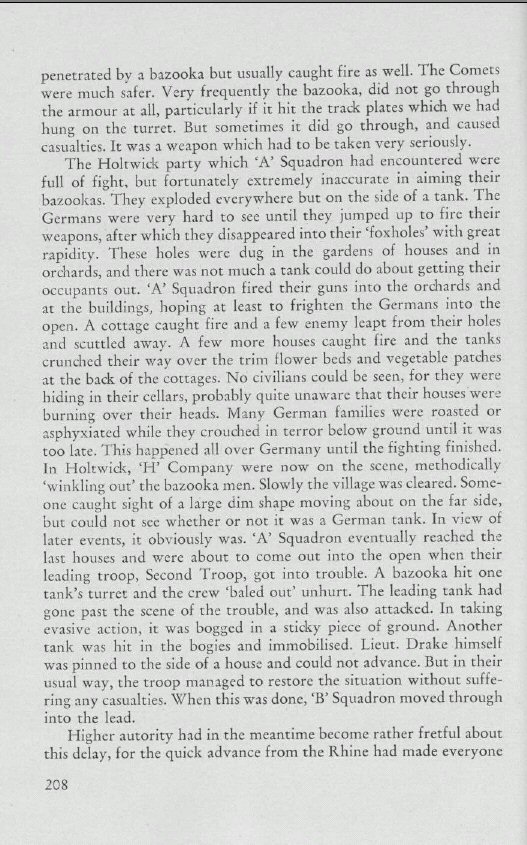 penetrated by a bazooka but usually caught fire as well. The Comets
were much safer. Very frequently the bazooka, did not go through
the armour at all, particularly if it hit the track plates which we had
hung on the turret. But sometimes it did go through, and caused
casualties. It was a weapon which had to be taken very seriously.
The Holtwick party which ‘A’ Squadron had encountered were
full of fight, but fortunately extremely inaccurate in aiming their
bazookas. They exploded everywhere but on the side of a tank. The
Germans were very hard to see until they jumped up to fire their
weapons, after which they disappeared into their ‘foxholes’ with great
rapidity. These holes were dug in the gardens of houses and in
orchards, and there was not much a tank could do about getting their
occupants out. ‘A’ Squadron fired their guns into the orchards and
at the buildings, hoping at least to frighten the Germans into the
open. A cottage caught fire and a few enemy leapt from their holes
and scuttled away. A few more houses caught fire and the tanks
crunched their way over the trim flower beds and vegetable patches
at the back of the cottages. No civilians could be seen, for they were
hiding in their cellars, probably quite unaware that their houses were
burning over their heads. Many German families were roasted or
asphyxiated while they crouched in terror below ground until it was
too late. This happened all over Germany until the fighting finished.
In Holtwick, ‘H’ Company were now on the scene, methodically
‘winkling out’ the bazooka men. Slowly the village was cleared. Some-
one caught sight of a large dim shape moving about on the far side,
but could not see whether or not it was a German tank. In view of
later events, it obviously was. ‘A’ Squadron eventually reached the
last houses and were about to come out into the open when their
leading troop, Second Troop, got into trouble. A bazooka hit one
tank’s turret and the crew ‘baled out’ unhurt. The leading tank had
gone past the scene of the trouble, and was also attacked. In taking
evasive action, it was bogged in a sticky piece of ground. Another
tank was hit in the bogies and immobilised. Lieut. Drake himself
was pinned to the side of a house and could not advance. But in their
usual way, the troop managed to restore the situation without suffe-
ring any casualties. When this was done, ‘B’ Squadron moved through
into the lead.
Higher autority had in the meantime become rather fretful about
this delay, for the quick advance from the Rhine had made everyone
208